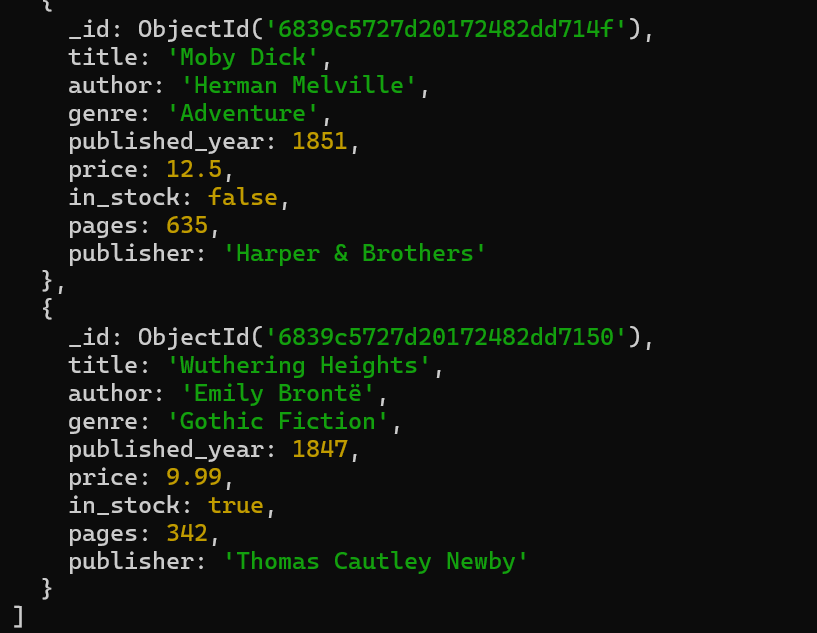 {
_id: ObjectId('6839c5727d20172482dd714f'),
title: 'Moby Dick',
author: 'Herman Melville',
genre: 'Adventure',
published_year: 1851,
price: 12.5,
in_stock: false,
pages: 635,
publisher: 'Harper & Brothers'
},
{
_id: ObjectId('6839c5727d20172482dd7150'),
title: 'Wuthering Heights',
author: 'Emily Brontë',
genre: 'Gothic Fiction',
published_year: 1847,
price: 9.99,
in_stock: true,
pages: 342,
publisher: 'Thomas Cautley Newby'
}
]